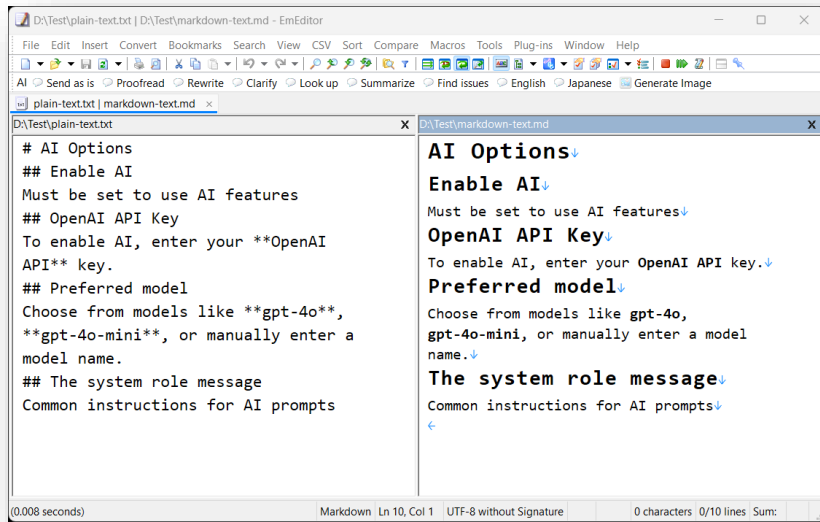 D:\Test\plain-text.txt | D:\Test\markdown-text.md - EmEditor
File Edit Insert Convert Bookmarks Search View CSV Sort Compare Macros Tools Plug-ins Window Help
AI Send as is Proofread Rewrite Clarify Look up Summarize Find issues English Japanese Generate Image
plain-text.txt | markdown-text.md ×
D:\Test\plain-text.txt X
# AI Options
## Enable AI
Must be set to use AI features
## OpenAI API Key
To enable AI, enter your **OpenAI
API** key.
## Preferred model
Choose from models like **gpt-4o**,
**gpt-4o-mini**, or manually enter a
model name.
## The system role message
Common instructions for AI prompts
D:\Test\markdown-text.md X
AI Options↓
Enable AI↓
Must be set to use AI features↓
OpenAI API Key↓
To enable AI, enter your OpenAI API key.↓
Preferred model↓
Choose from models like gpt-4o,
gpt-4o-mini, or manually enter a model
name.↓
The system role message↓
Common instructions for AI prompts↓
←
(0.008 seconds) Markdown Ln 10, Col 1 UTF-8 without Signature 0 characters 0/10 lines Sum: